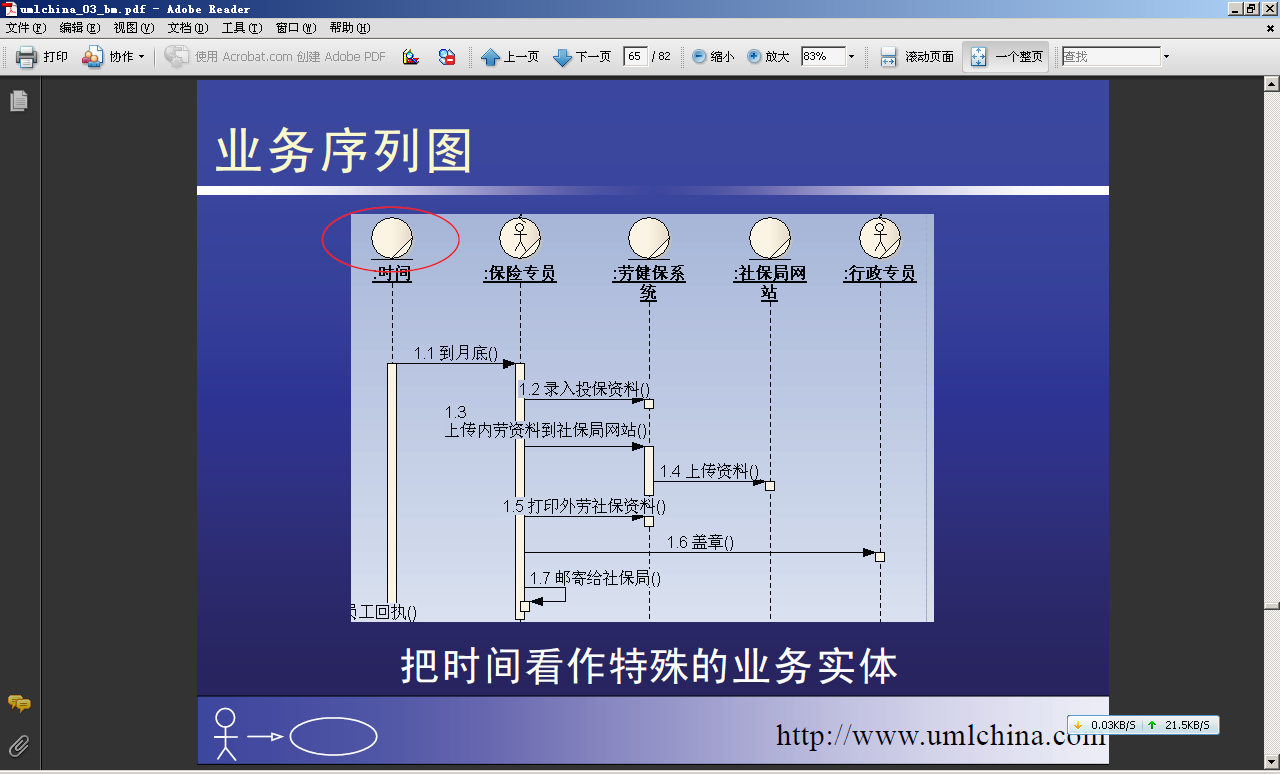 umlchina_03_bm.pdf - Adobe Reader
文件(F) 编辑(E) 视图(V) 文档(D) 工具(T) 窗口(W) 帮助(H)
打印 协作 使用 Acrobat.com 创建 Adobe PDF 上一页 下一页 65 / 82 缩小 放大 83% 滚动页面 一个整页 查找
业务序列图
:时间 :保险专员 :劳健保系统 :社保局网站 :行政专员
1.1 到月底()
1.2 录入投保资料()
1.3
上传内劳资料到社保局网站()
1.4 上传资料()
1.5 打印外劳社保资料()
1.6 盖章()
1.7 邮寄给社保局()
员工回执()
把时间看作特殊的业务实体
http://www.umlchina.com
0.03KB/S 21.5KB/S